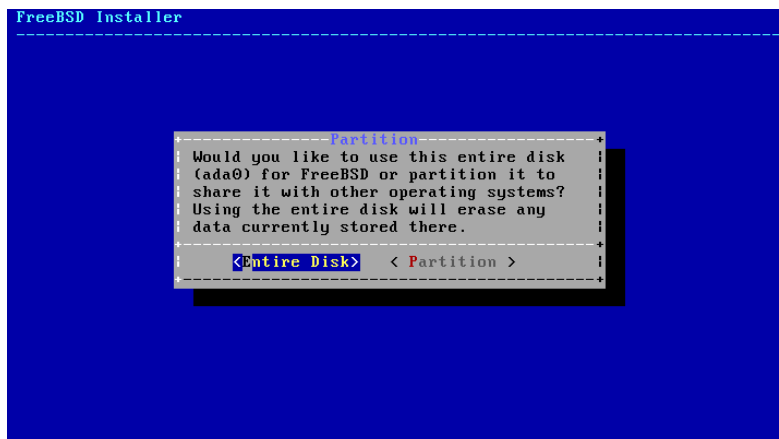 FreeBSD Installer
Partition
Would you like to use this entire disk
(ada0) for FreeBSD or partition it to
share it with other operating systems?
Using the entire disk will erase any
data currently stored there.
<Entire Disk> < Partition >